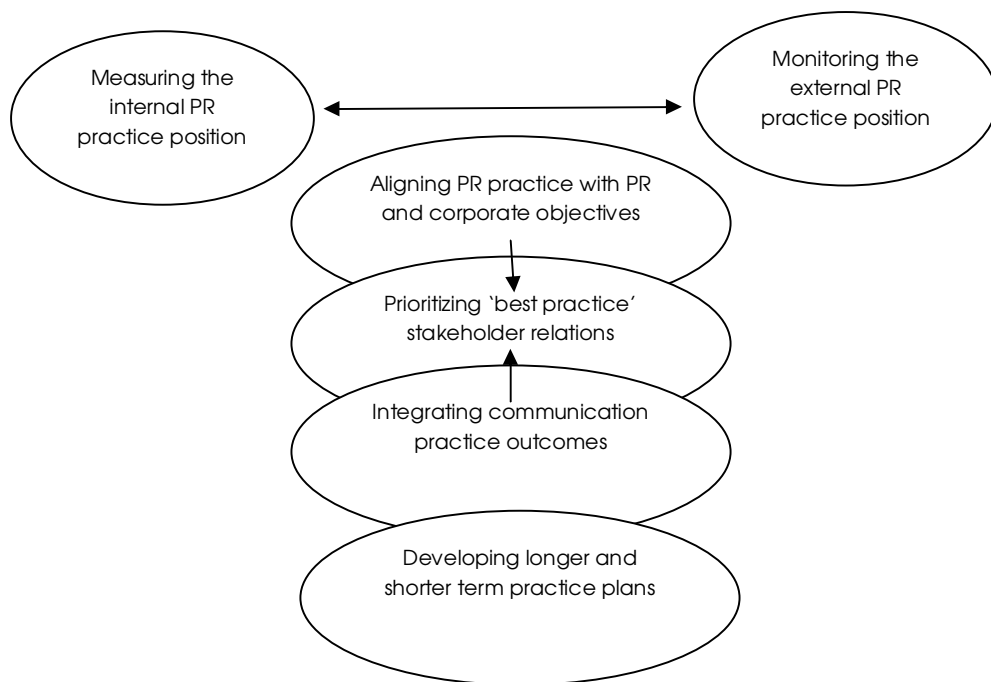 Measuring the
internal PR
practice position
Monitoring the
external PR
practice position
Aligning PR practice with PR
and corporate objectives
Prioritizing ‘best practice’
stakeholder relations
Integrating communication
practice outcomes
Developing longer and
shorter term practice plans